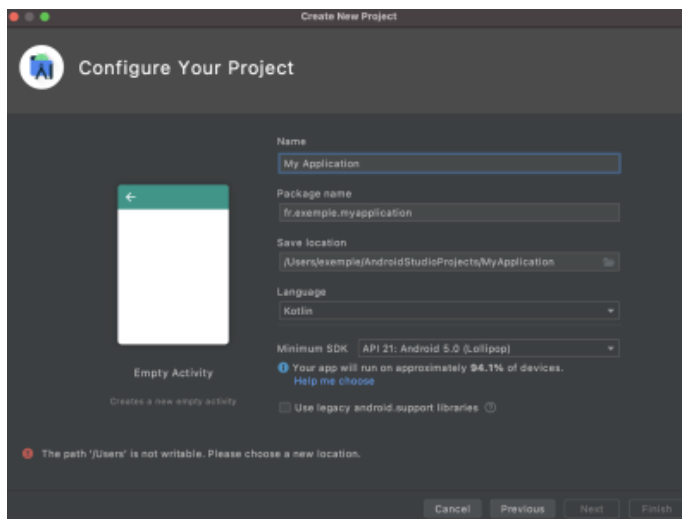 Create New Project
Configure Your Project
Name
My Application
Package name
fr.exemple.myapplication
Save location
/Users/exemple/AndroidStudioProjects/MyApplication
Language
Kotlin
Minimum SDK API 21: Android 5.0 (Lollipop)
Your app will run on approximately 94.1% of devices.
Help me choose
Use legacy android.support libraries
Empty Activity
Creates a new empty activity
The path '/Users' is not writable. Please choose a new location.
Cancel Previous Next Finish